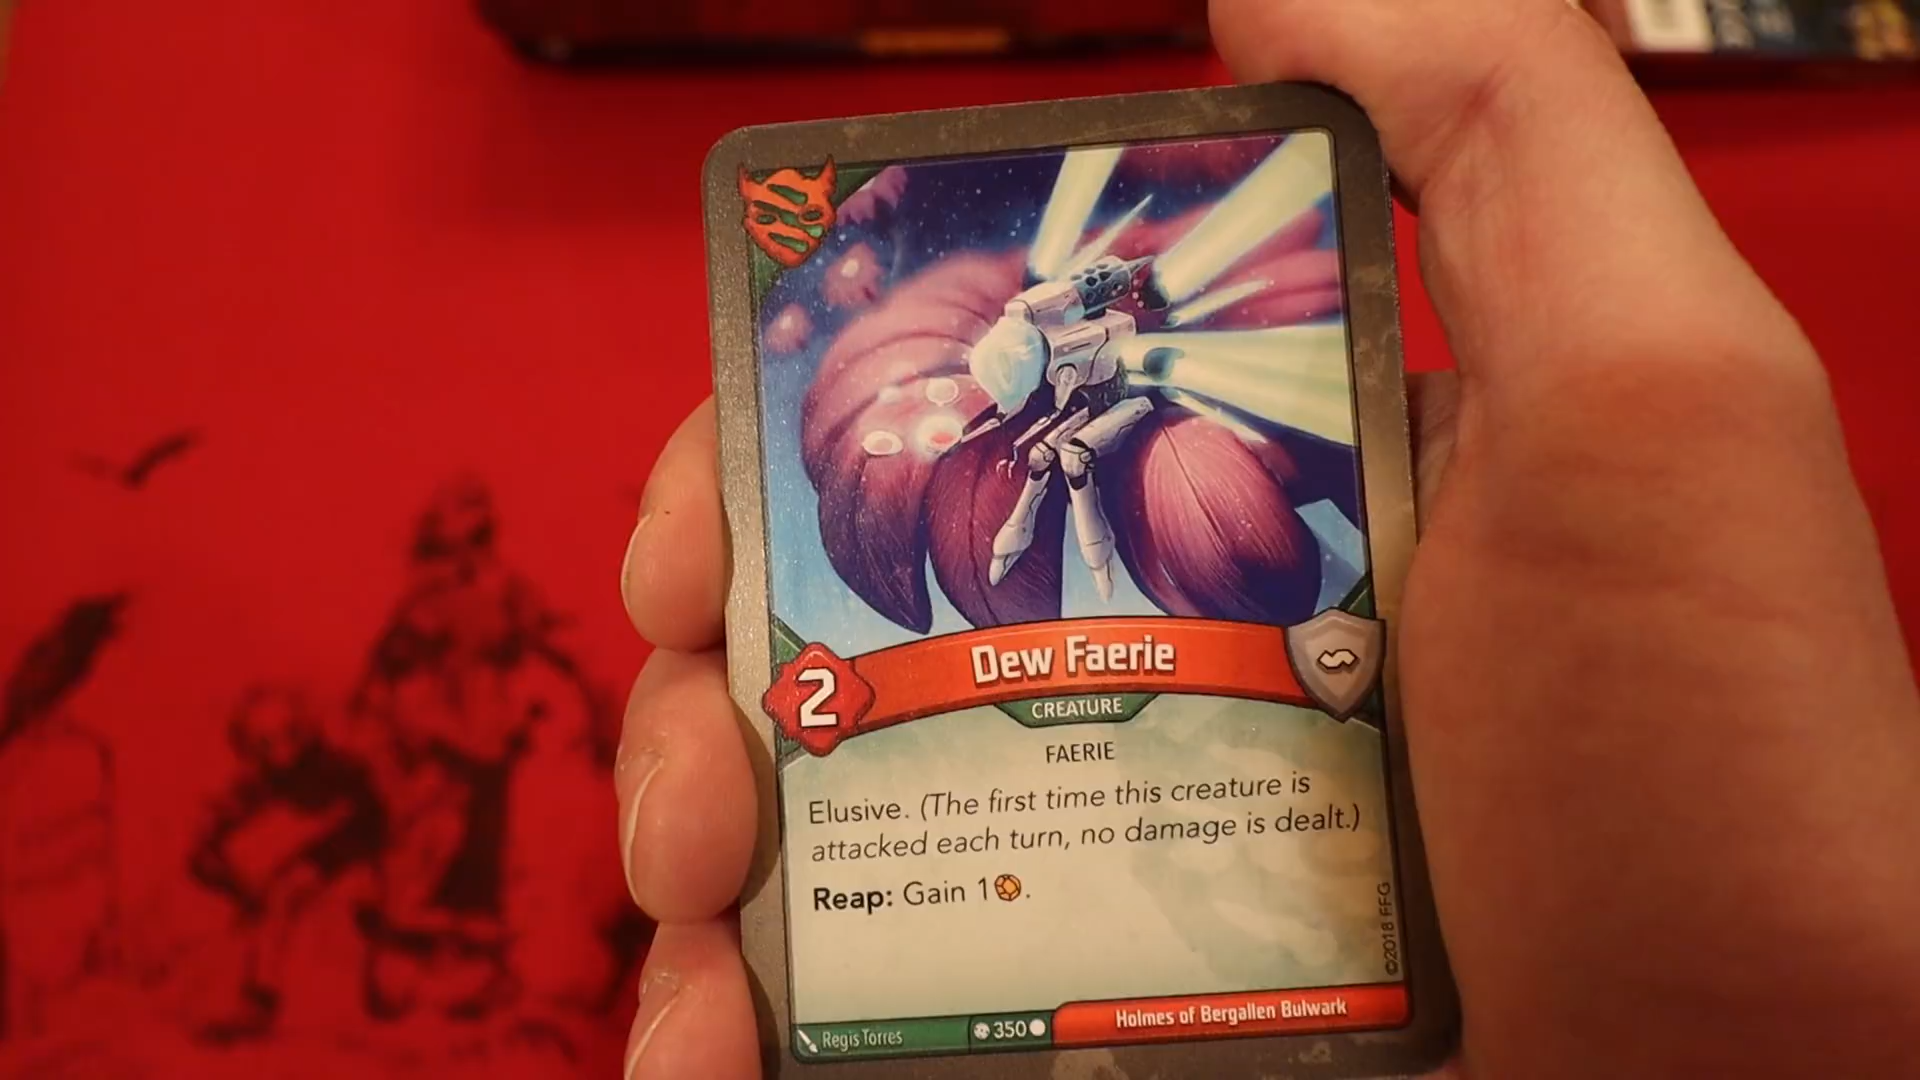 Dew Faerie
2
CREATURE
FAERIE
Elusive. (The first time this creature is
attacked each turn, no damage is dealt.)
Reap: Gain 1
©2018 FFG
Regis Torres
350
Holmes of Bergallen Bulwark